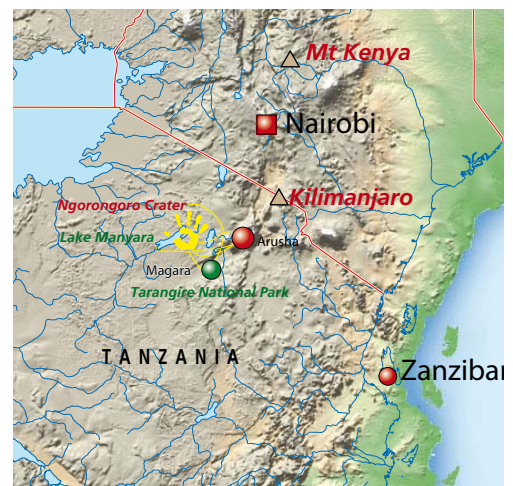 Mt Kenya
Nairobi
Kilimanjaro
Ngorongoro Crater
Lake Manyara
Arusha
Magara
Tarangire National Park
TANZANIA
Zanzibar